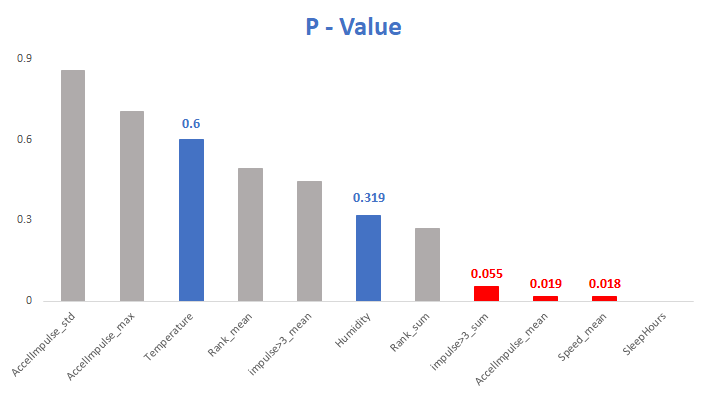 P - Value
0.9
0.6
0.3
0
0.6
0.319
0.055
0.019
0.018
AccelImpulse_std
AccelImpulse_max
Temperature
Rank_mean
impulse>3_mean
Humidity
Rank_sum
impulse>3_sum
AccelImpulse_mean
Speed_mean
SleepHours